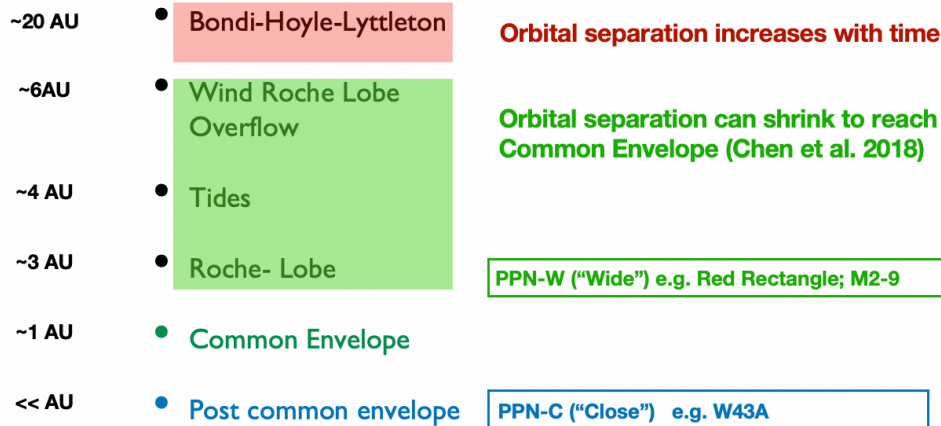 ~20 AU • Bondi-Hoyle-Lyttleton Orbital separation increases with time
~6AU • Wind Roche Lobe
Overflow
Orbital separation can shrink to reach
Common Envelope (Chen et al. 2018)
~4 AU • Tides
~3 AU • Roche- Lobe
PPN-W (“Wide”) e.g. Red Rectangle; M2-9
~1 AU • Common Envelope
<< AU • Post common envelope PPN-C (“Close”) e.g. W43A